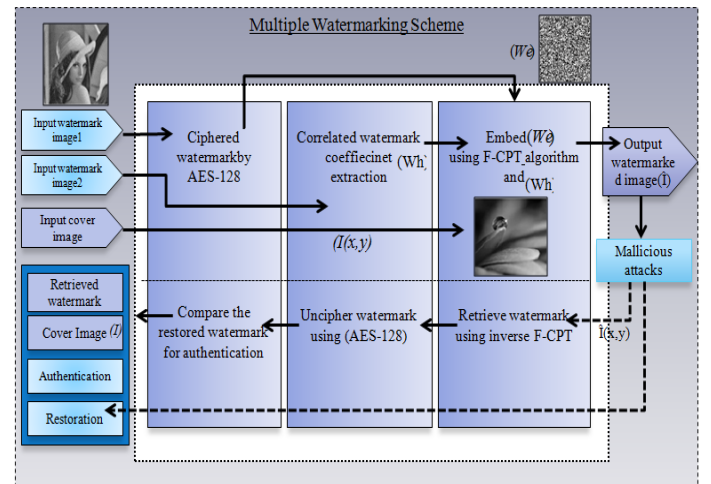 Multiple Watermarking Scheme
(We)
Input watermark
image1
Input watermark
image2
Input cover
image
Ciphered
watermarkby
AES-128
Correlated watermark
coeffiecinet (Wh)
extraction
Embed(We)
using F-CPT_algorithm
and (Wh)
Output
watermarke
d image(Î)
(I(x,y)
Mallicious
attacks
Retrieved
watermark
Cover Image (I)
Authentication
Restoration
Compare the
restored watermark
for authentication
Uncipher watermark
using (AES-128)
Retrieve watermark
using inverse F-CPT
Î(x,y)